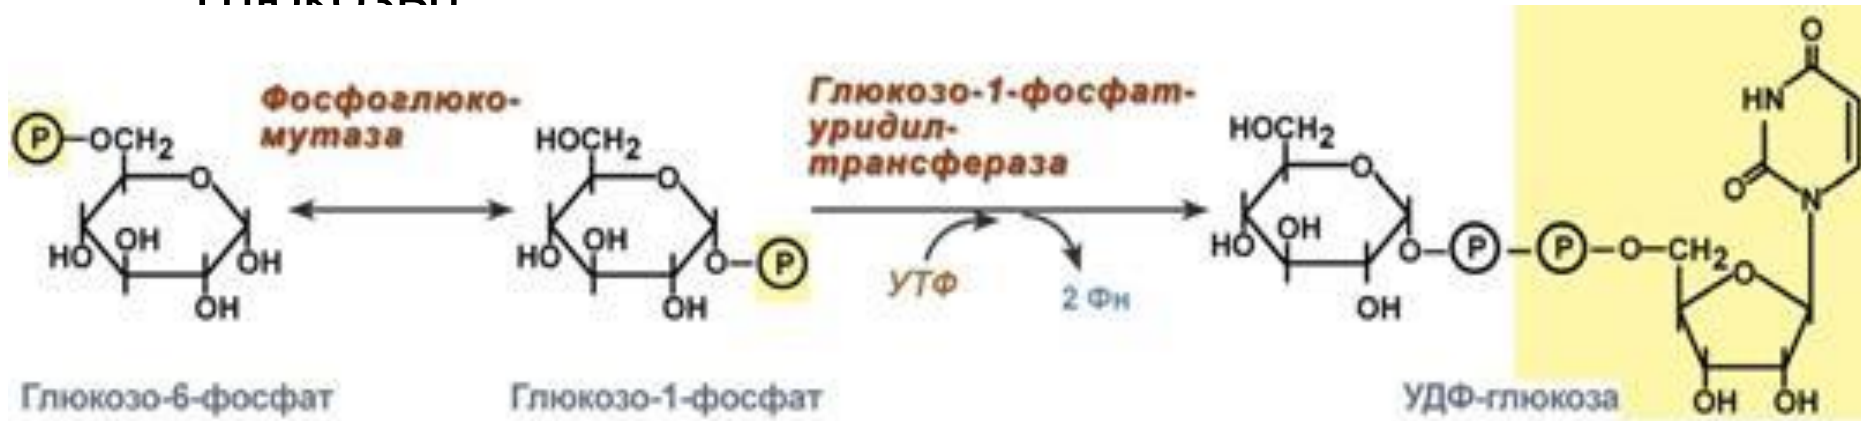 Фосфоглюко-
мутаза
Глюкозо-1-фосфат-
уридил-
трансфераза
P-OCH2
O
HO
OH
OH
OH
HOCH2
O
HO
OH
O-P
OH
УТФ
2 Фн
HOCH2
O
HO
OH
O-P-P-O-CH2
OH
O
HN
O
N
O
OH
OH
Глюкозо-6-фосфат
Глюкозо-1-фосфат
УДФ-глюкоза